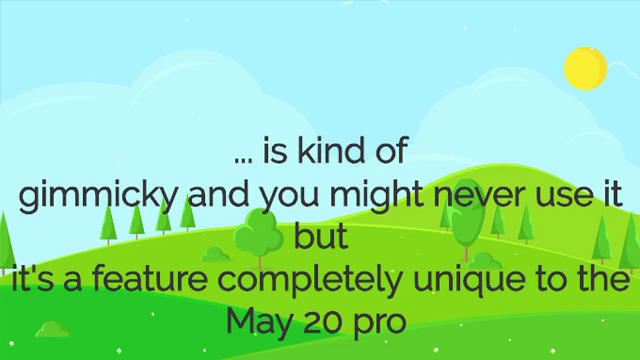 ... is kind of
gimmicky and you might never use it
but
it's a feature completely unique to the
May 20 pro